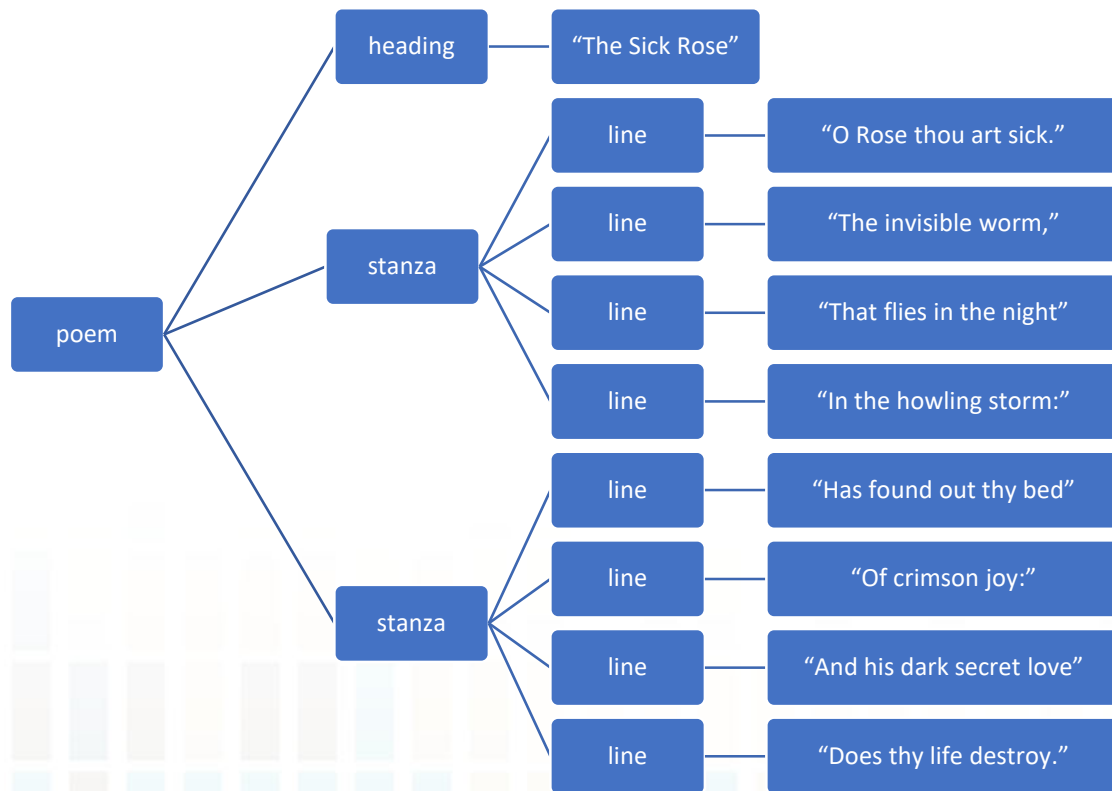 heading
“The Sick Rose”
line
“O Rose thou art sick.”
line
“The invisible worm,”
stanza
line
“That flies in the night”
poem
line
“In the howling storm:”
line
“Has found out thy bed”
line
“Of crimson joy:”
stanza
line
“And his dark secret love”
line
“Does thy life destroy.”